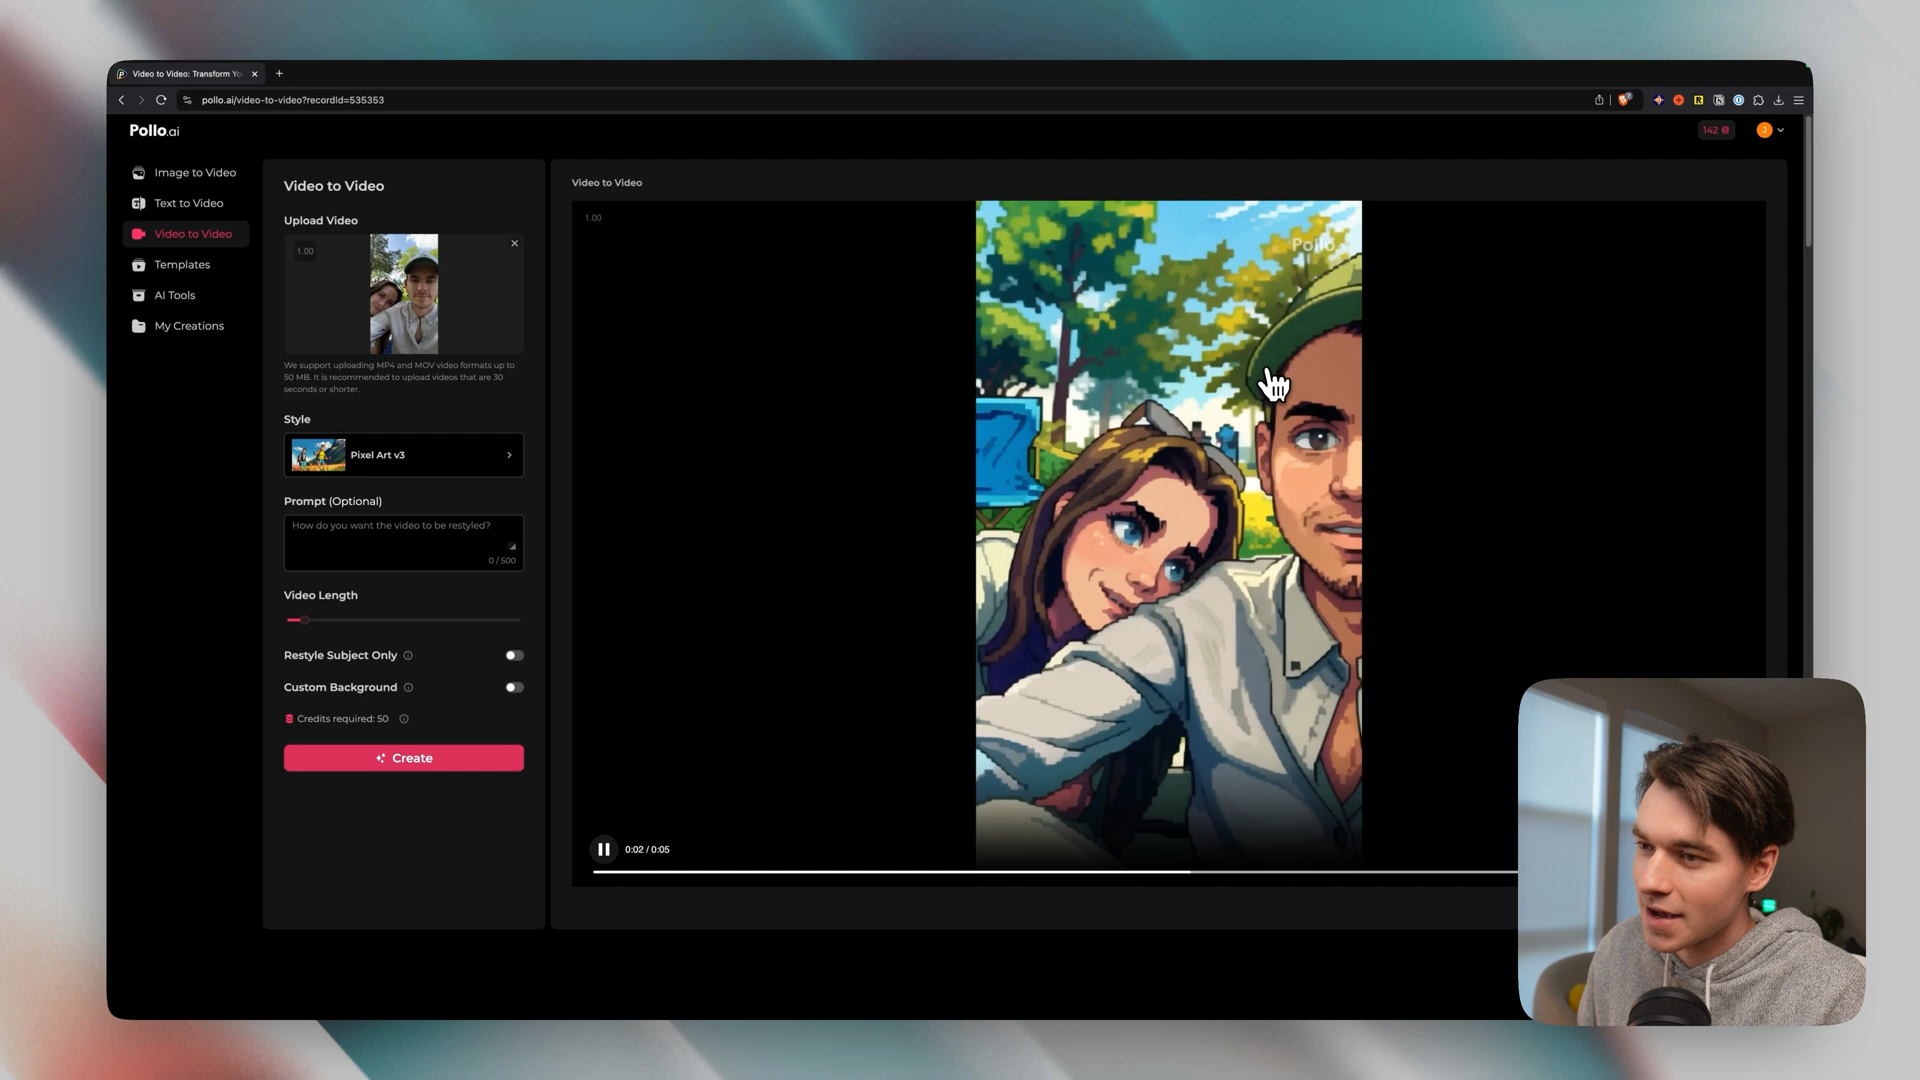 Video to Video: Transform Yo
pollo.ai/video-to-video?recordId=535353
Pollo.ai
142
J
Image to Video
Text to Video
Video to Video
Templates
AI Tools
My Creations
Video to Video
Upload Video
1.00
We support uploading MP4 and MOV video formats up to
50 MB. It is recommended to upload videos that are 30
seconds or shorter.
Style
Pixel Art v3
Prompt (Optional)
How do you want the video to be restyled?
0 / 500
Video Length
Restyle Subject Only
Custom Background
Credits required: 50
Create
Video to Video
1.00
Pollo
0:02 / 0:05